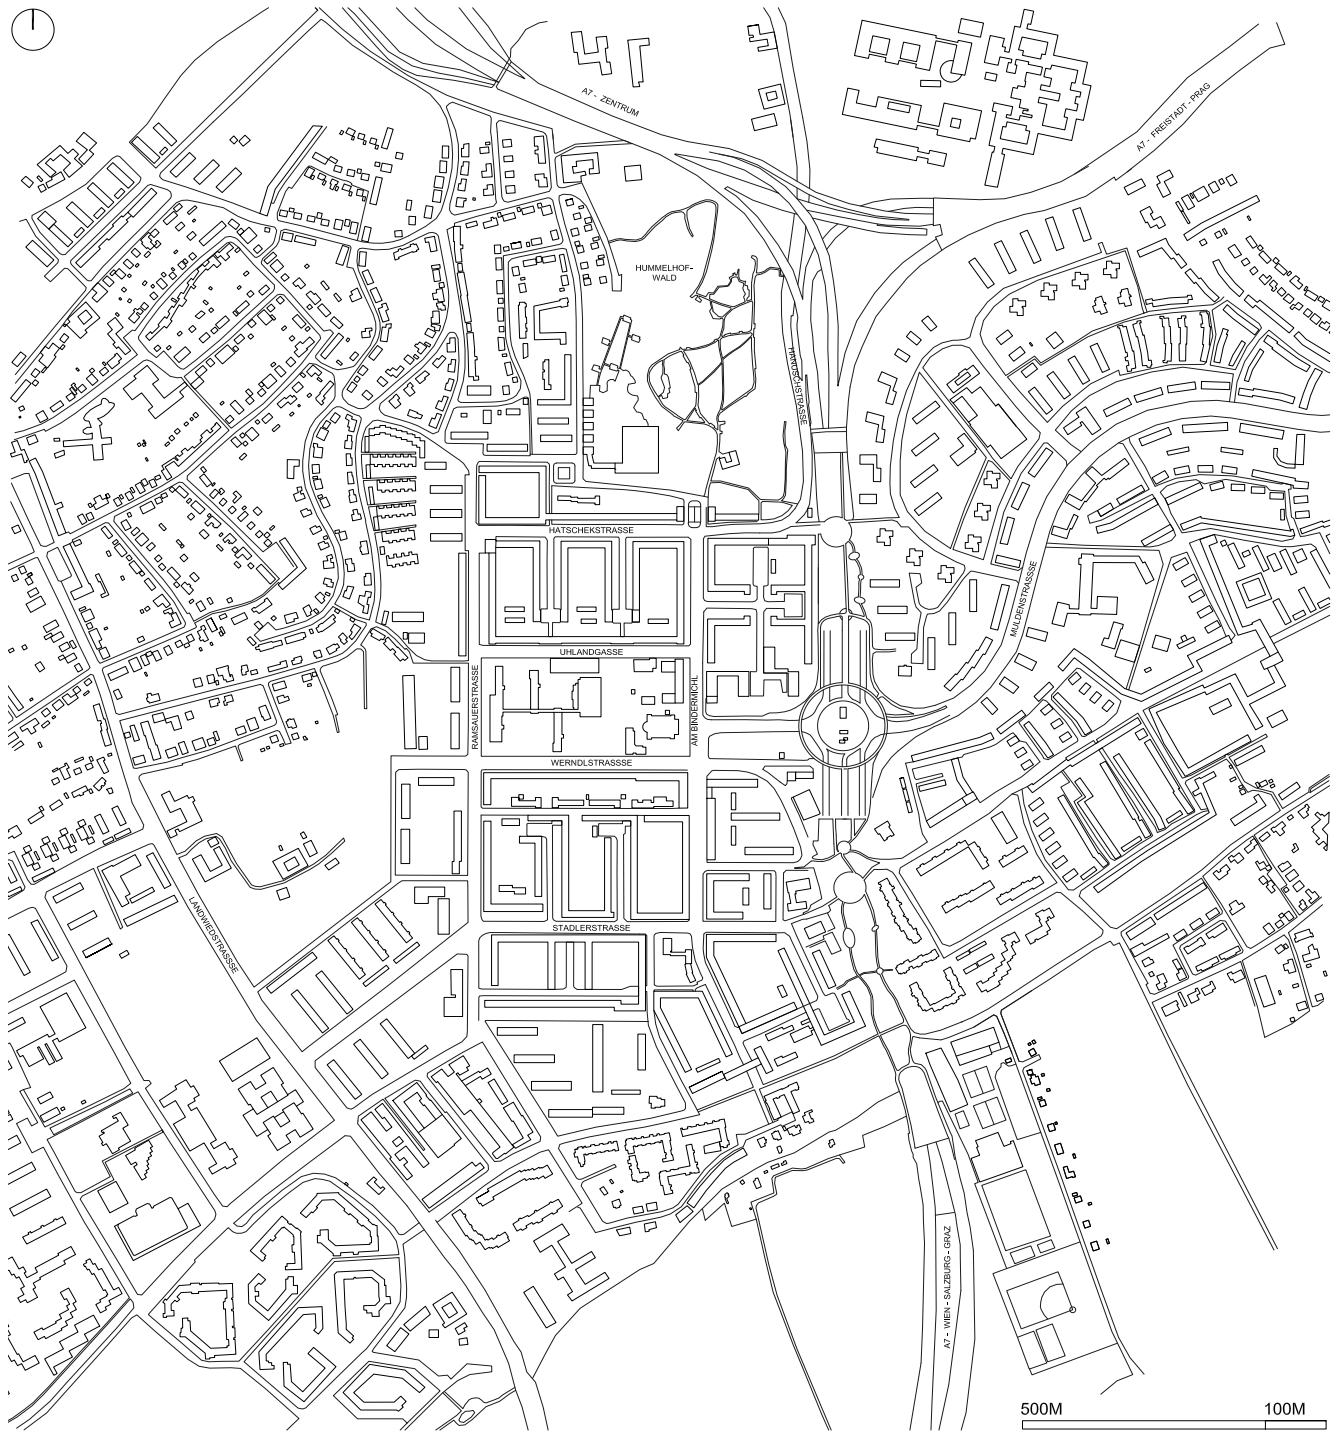 A7 - ZENTRUM
A7 - FREISTADT - PRAG
HUMMELHOF-
WALD
HANUSCHSTRASSE
HATSCHEKSTRASSE
MULDENSTRASSSE
UHLANDGASSE
RAMSAUERSTRASSE
AM BINDERMICHL
WERNDLSTRASSSE
LANDWIEDSTRASSSE
STADLERSTRASSE
A7 - WIEN - SALZBURG - GRAZ
500M
100M